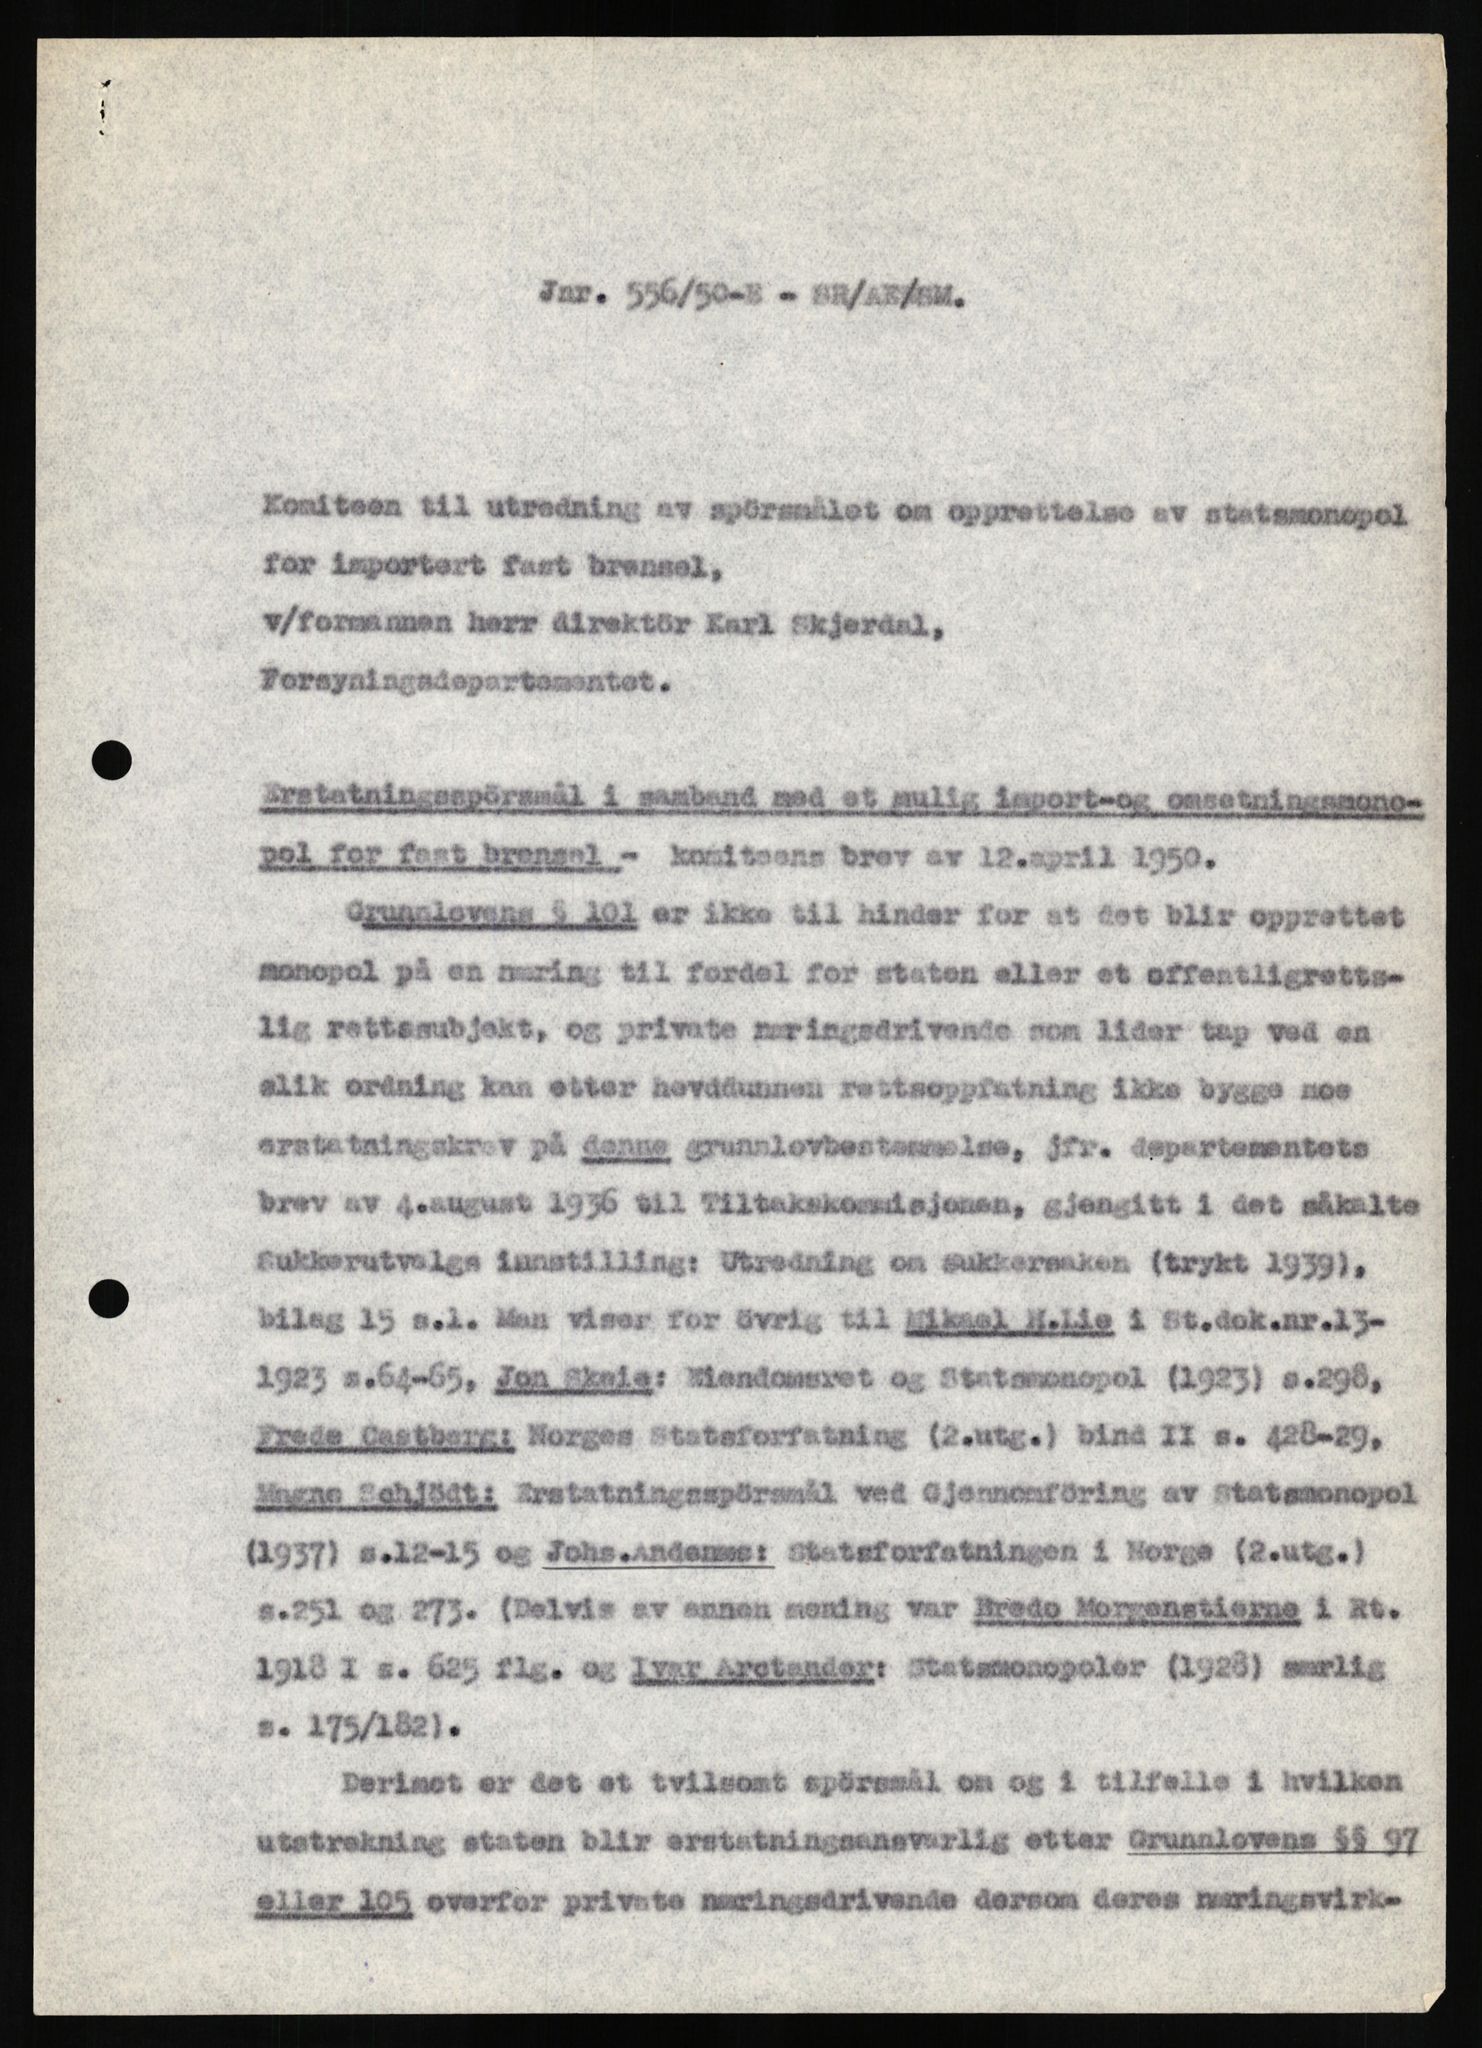 Jnr. 556/50-E - SR/AE/SM.
Komiteen til utredning av spörsmålet om opprettelse av statsmonopol
for importert fast brensel,
v/formannen herr direktör Karl Skjerdal,
Forsyningsdepartementet.
Erstatningsspörsmål i samband med et mulig import-og omsetningsmono-
pol for fast brensel - komiteens brev av 12.april 1950.
Grunnlovens § 101 er ikke til hinder for at det blir opprettet
monopol på en næring til fordel for staten eller et offentligretts-
lig rettssubjekt, og private næringsdrivende som lider tap ved en
slik ordning kan etter hevddunnen rettsoppfatning ikke bygge noe
erstatningskrav på denne grunnlovbestemmelse, jfr. departementets
brev av 4.august 1936 til Tiltakskommisjonen, gjengitt i det såkalte
Sukkerutvalgs innstilling: Utredning om sukkersaken (trykt 1939),
bilag 15 s.1. Man viser for övrig til Mikael H.Lie i St.dok.nr.13-
1923 s.64-65, Jon Skeie: Eiendomsret og Statsmonopol (1923) s.298,
Frede Castberg: Norges Statsforfatning (2.utg.) bind II s. 428-29,
Magne Schjödt: Erstatningsspörsmål ved Gjennomföring av Statsmonopol
(1937) s.12-15 og Johs.Andenæs: Statsforfatningen i Norge (2.utg.)
s.251 og 273. (Delvis av annen mening var Bredo Morgenstierne i Rt.
1918 I s. 625 flg. og Ivar Arctander: Statsmonopoler (1928) særlig
s. 175/182).
Derimot er det et tvilsomt spörsmål om og i tilfelle i hvilken
utstrekning staten blir erstatningsansvarlig etter Grunnlovens §§ 97
eller 105 overfor private næringsdrivende dersom deres næringsvirk-